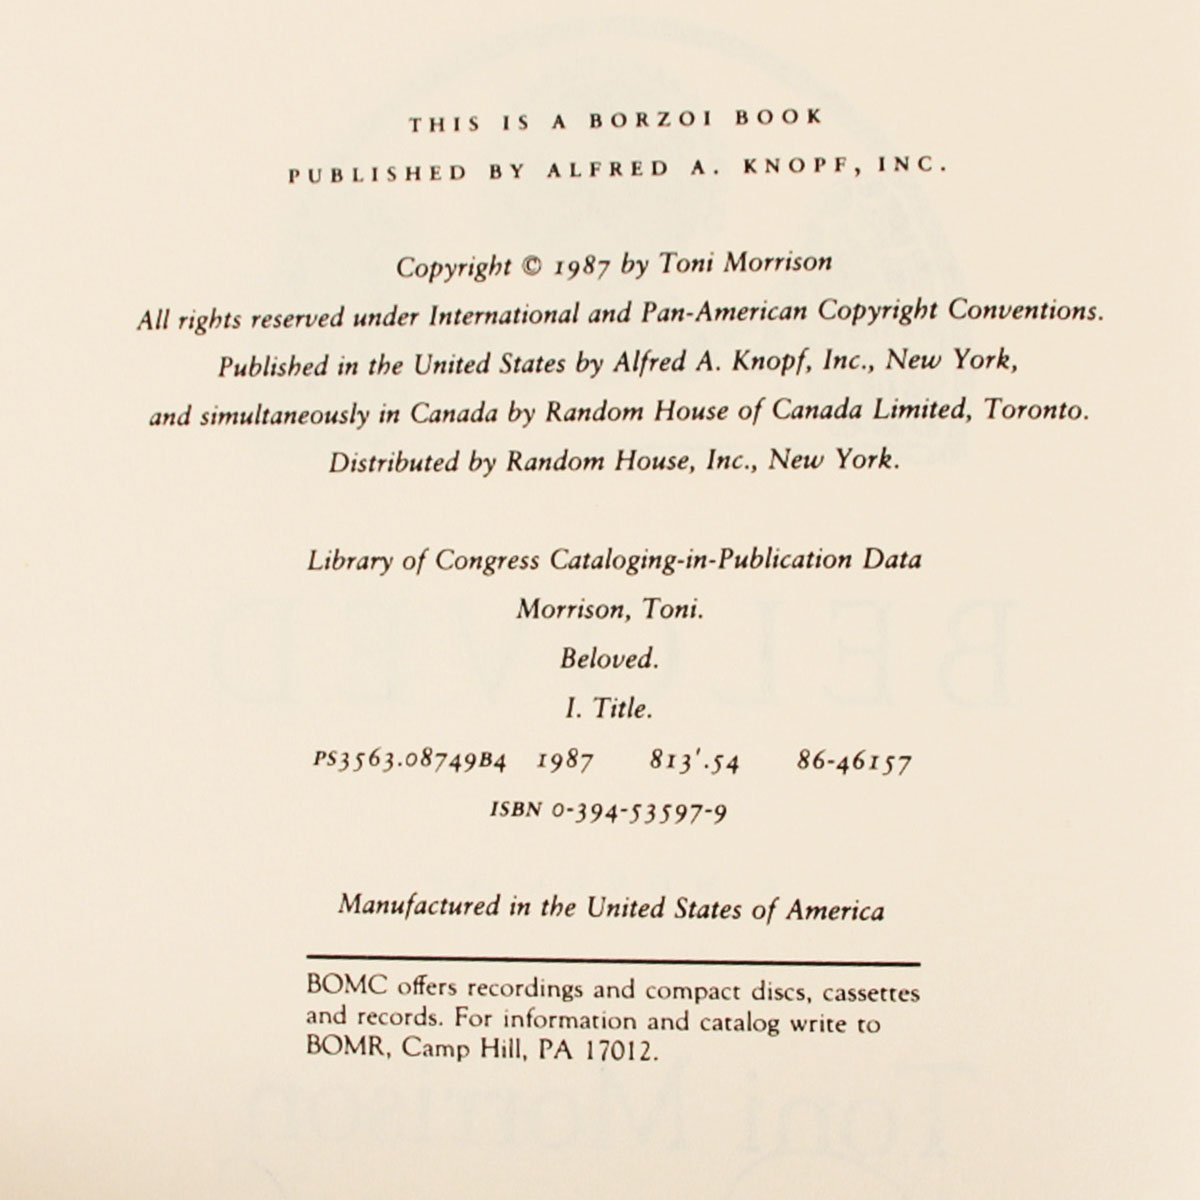 THIS IS A BORZOI BOOK
PUBLISHED BY ALFRED A. KNOPF, INC.
Copyright © 1987 by Toni Morrison
All rights reserved under International and Pan-American Copyright Conventions.
Published in the United States by Alfred A. Knopf, Inc., New York,
and simultaneously in Canada by Random House of Canada Limited, Toronto.
Distributed by Random House, Inc., New York.
Library of Congress Cataloging-in-Publication Data
Morrison, Toni.
Beloved.
I. Title.
PS3563.08749B4 1987 813'.54 86-46157
ISBN 0-394-53597-9
Manufactured in the United States of America
BOMC offers recordings and compact discs, cassettes
and records. For information and catalog write to
BOMR, Camp Hill, PA 17012.